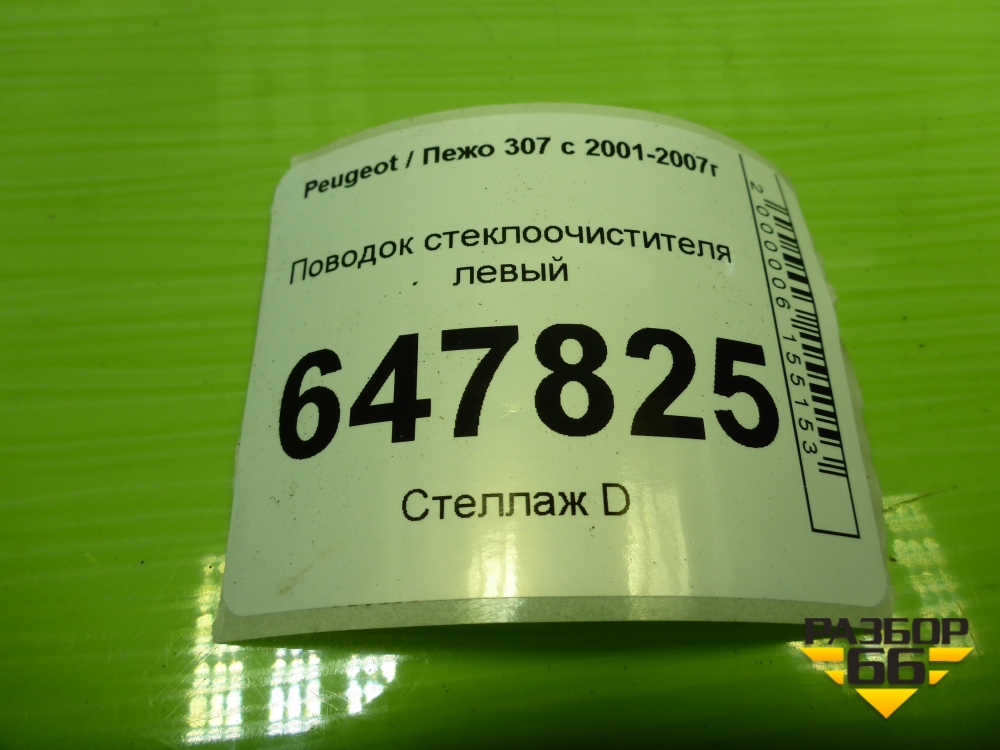 Peugeot / Пежо 307 с 2001-2007г
Поводок стеклоочистителя
левый
647825
Стеллаж D
2000006155153
РАЗБОР
66